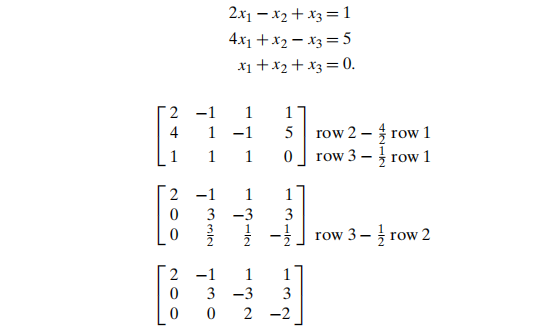 2x₁ − x₂ + x₃ = 1
4x₁ + x₂ − x₃ = 5
x₁ + x₂ + x₃ = 0.
2 −1 1 1
4 1 −1 5 row 2 − 4/2 row 1
1 1 1 0 row 3 − 1/2 row 1
2 −1 1 1
0 3 −3 3
0 3/2 1/2 −1/2 row 3 − 1/2 row 2
2 −1 1 1
0 3 −3 3
0 0 2 −2